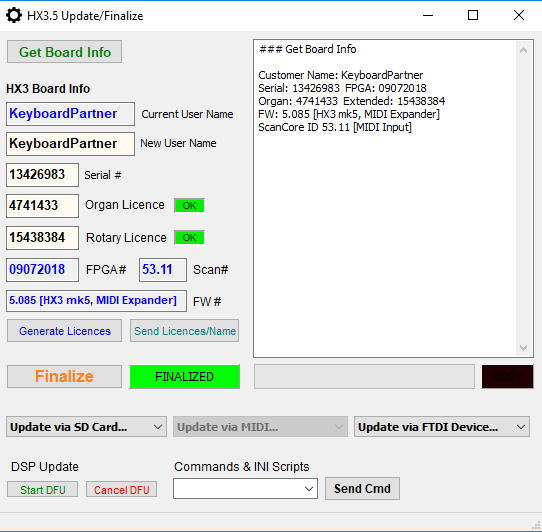 HX3.5 Update/Finalize
Get Board Info
### Get Board Info
Customer Name: KeyboardPartner
Serial: 13426983 FPGA: 09072018
Organ: 4741433 Extended: 15438384
FW: 5.085 [HX3 mk5, MIDI Expander]
ScanCore ID 53.11 [MIDI Input]
HX3 Board Info
KeyboardPartner Current User Name
KeyboardPartner New User Name
13426983 Serial #
4741433 Organ Licence OK
15438384 Rotary Licence OK
09072018 FPGA# 53.11 Scan#
5.085 [HX3 mk5, MIDI Expander] FW #
Generate Licences Send Licences/Name
Finalize FINALIZED BUSY
Update via SD Card... Update via MIDI... Update via FTDI Device...
DSP Update Commands & INI Scripts
Start DFU Cancel DFU Send Cmd